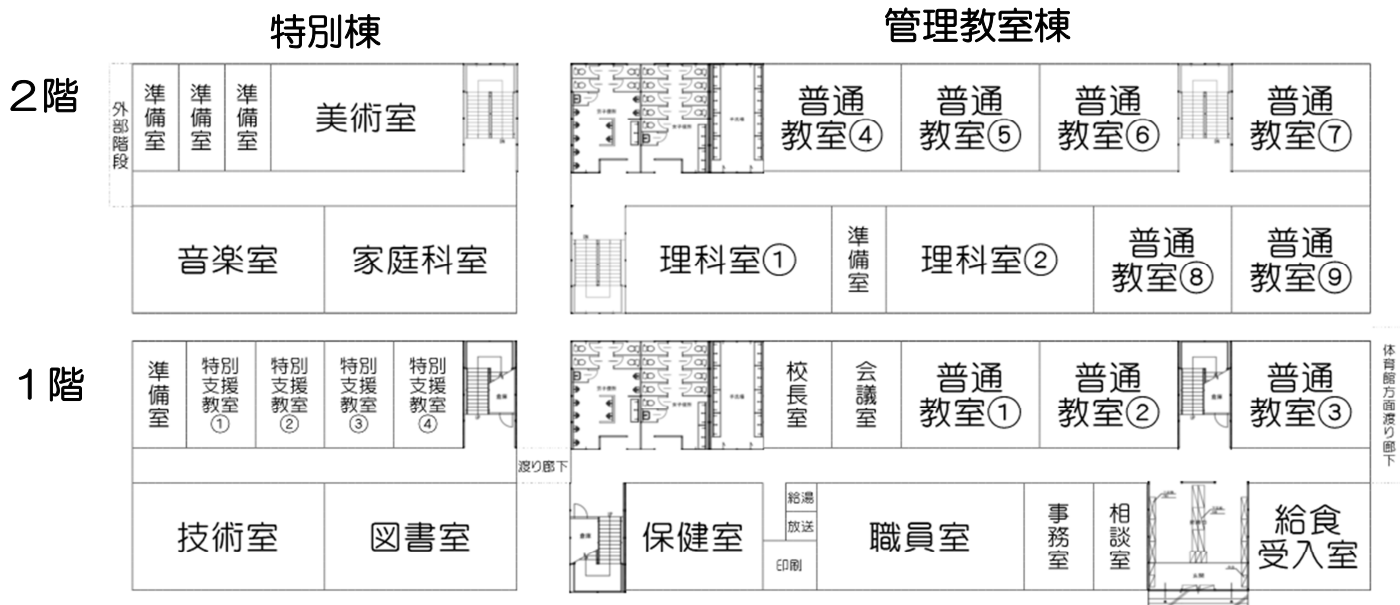 特別棟
管理教室棟
2階
外部階段
準備室
準備室
準備室
美術室
普通
教室④
普通
教室⑤
普通
教室⑥
普通
教室⑦
音楽室
家庭科室
理科室①
準備室
理科室②
普通
教室⑧
普通
教室⑨
1階
準備室
特別支援教室①
特別支援教室②
特別支援教室③
特別支援教室④
校長室
会議室
普通
教室①
普通
教室②
普通
教室③
体育館方面渡り廊下
渡り廊下
技術室
図書室
保健室
給湯
放送
印刷
職員室
事務室
相談室
給食
受入室